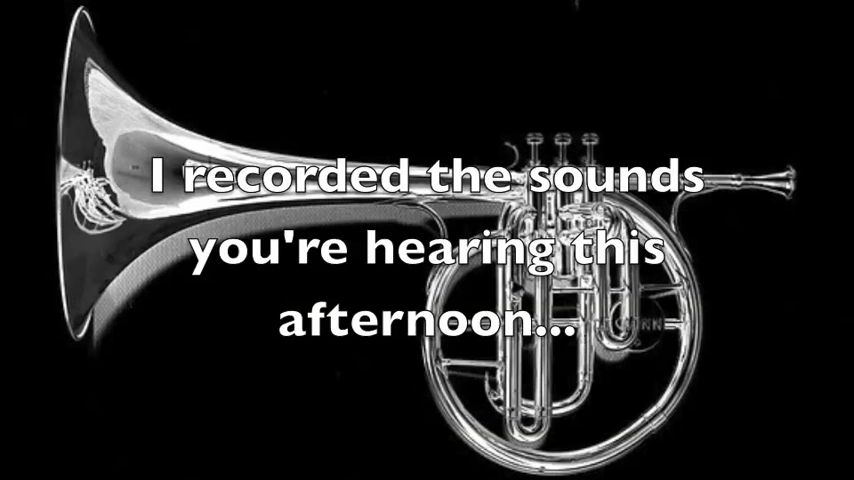 I recorded the sounds
you're hearing this
afternoon...